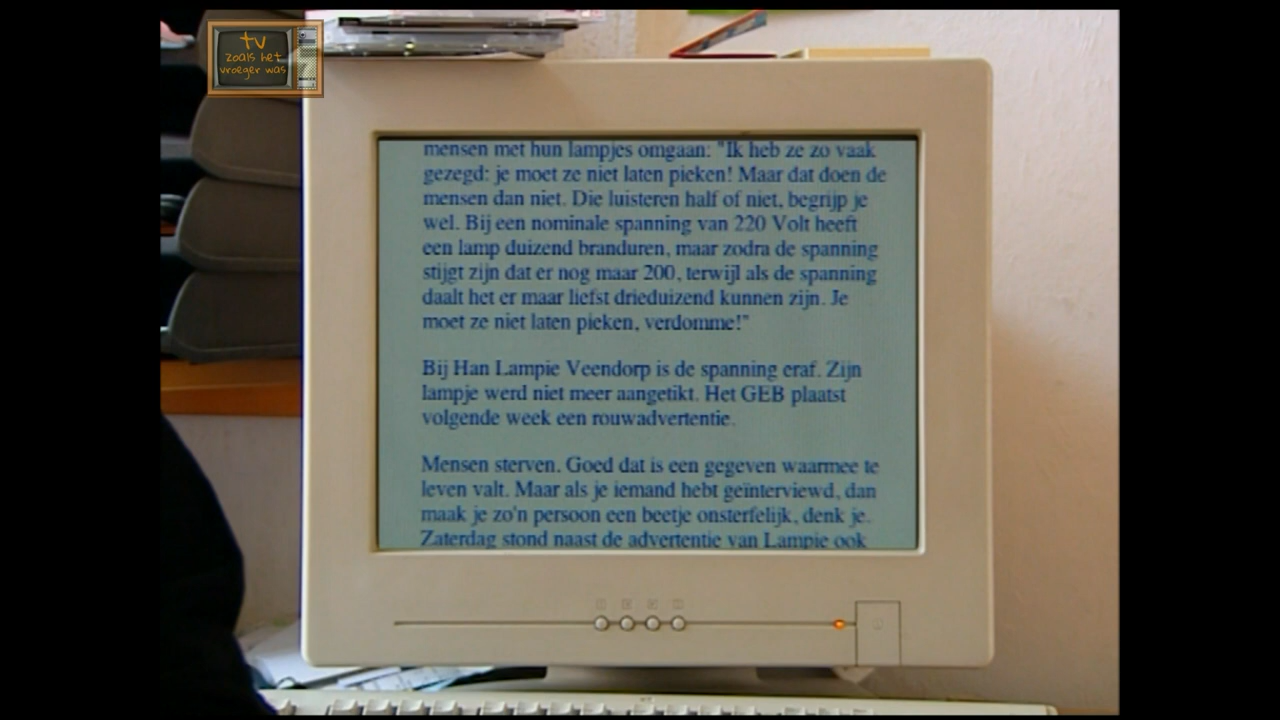 tv
zoals het
vroeger was
mensen met hun lampjes omgaan: "Ik heb ze zo vaak
gezegd: je moet ze niet laten pieken! Maar dat doen de
mensen dan niet. Die luisteren half of niet, begrijp je
wel. Bij een nominale spanning van 220 Volt heeft
een lamp duizend branduren, maar zodra de spanning
stijgt zijn dat er nog maar 200, terwijl als de spanning
daalt het er maar liefst drieduizend kunnen zijn. Je
moet ze niet laten pieken, verdomme!"
Bij Han Lampie Veendorp is de spanning eraf. Zijn
lampje werd niet meer aangetikt. Het GEB plaatst
volgende week een rouwadvertentie.
Mensen sterven. Goed dat is een gegeven waarmee te
leven valt. Maar als je iemand hebt geïnterviewd, dan
maak je zo'n persoon een beetje onsterfelijk, denk je.
Zaterdag stond naast de advertentie van Lampie ook